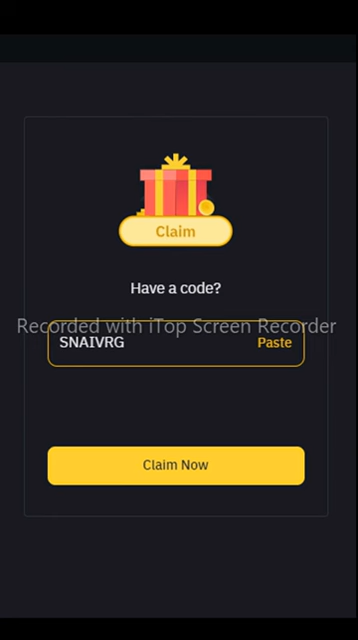 Claim
Have a code?
Recorded with iTop Screen Recorder
SNAIVRG
Paste
Claim Now